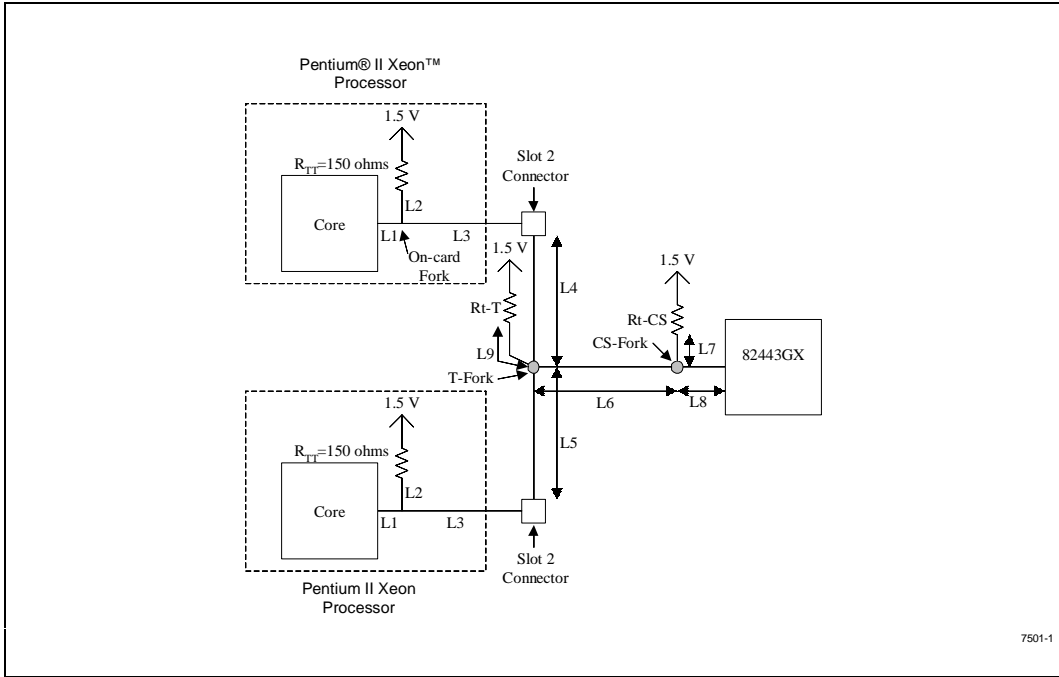 Pentium® II Xeon™
Processor
1.5 V
R_TT=150 ohms
Core
L1
L2
L3
On-card
Fork
Slot 2
Connector
1.5 V
Rt-T
L9
T-Fork
L4
1.5 V
Rt-CS
CS-Fork
L7
82443GX
L6
L8
L5
1.5 V
R_TT=150 ohms
Core
L1
L2
L3
Slot 2
Connector
Pentium II Xeon
Processor
7501-1